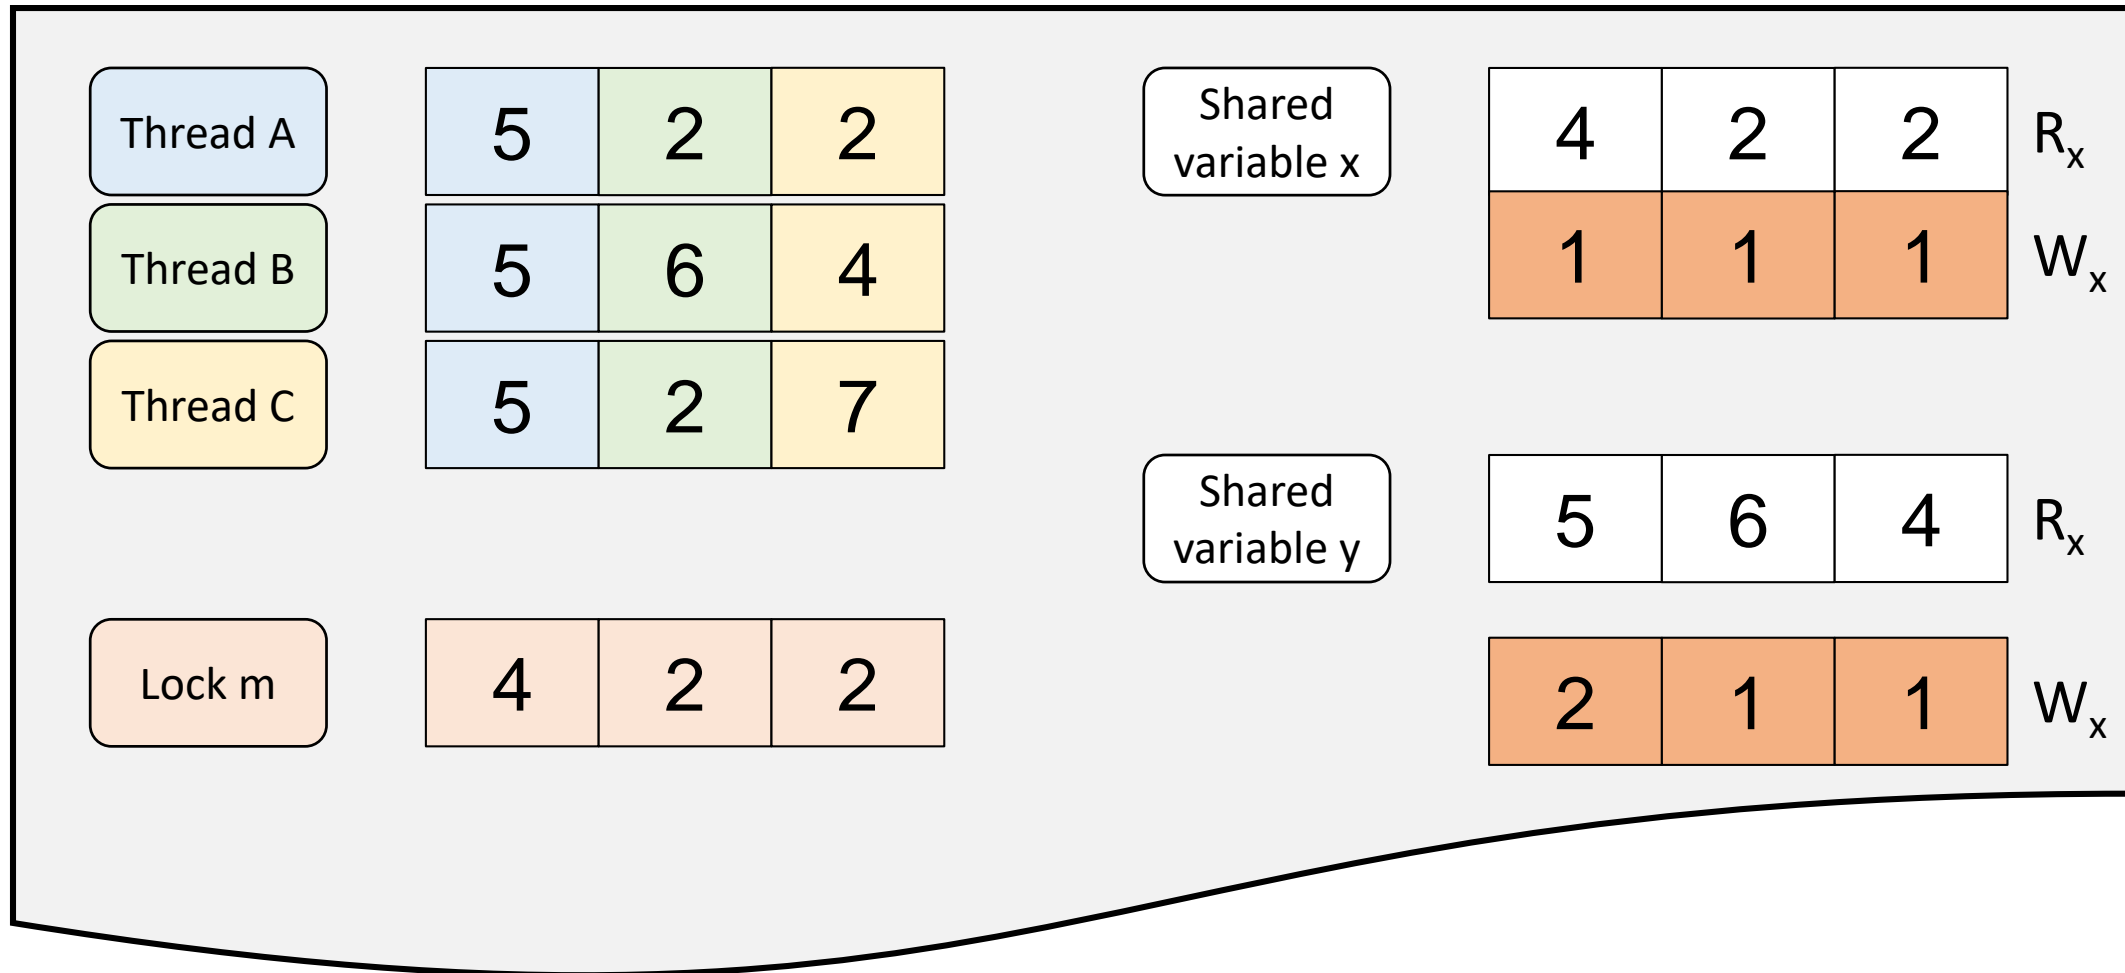 Thread A
5 2 2
Thread B
5 6 4
Thread C
5 2 7
Lock m
4 2 2
Shared
variable x
4 2 2 Rx
1 1 1 Wx
Shared
variable y
5 6 4 Rx
2 1 1 Wx